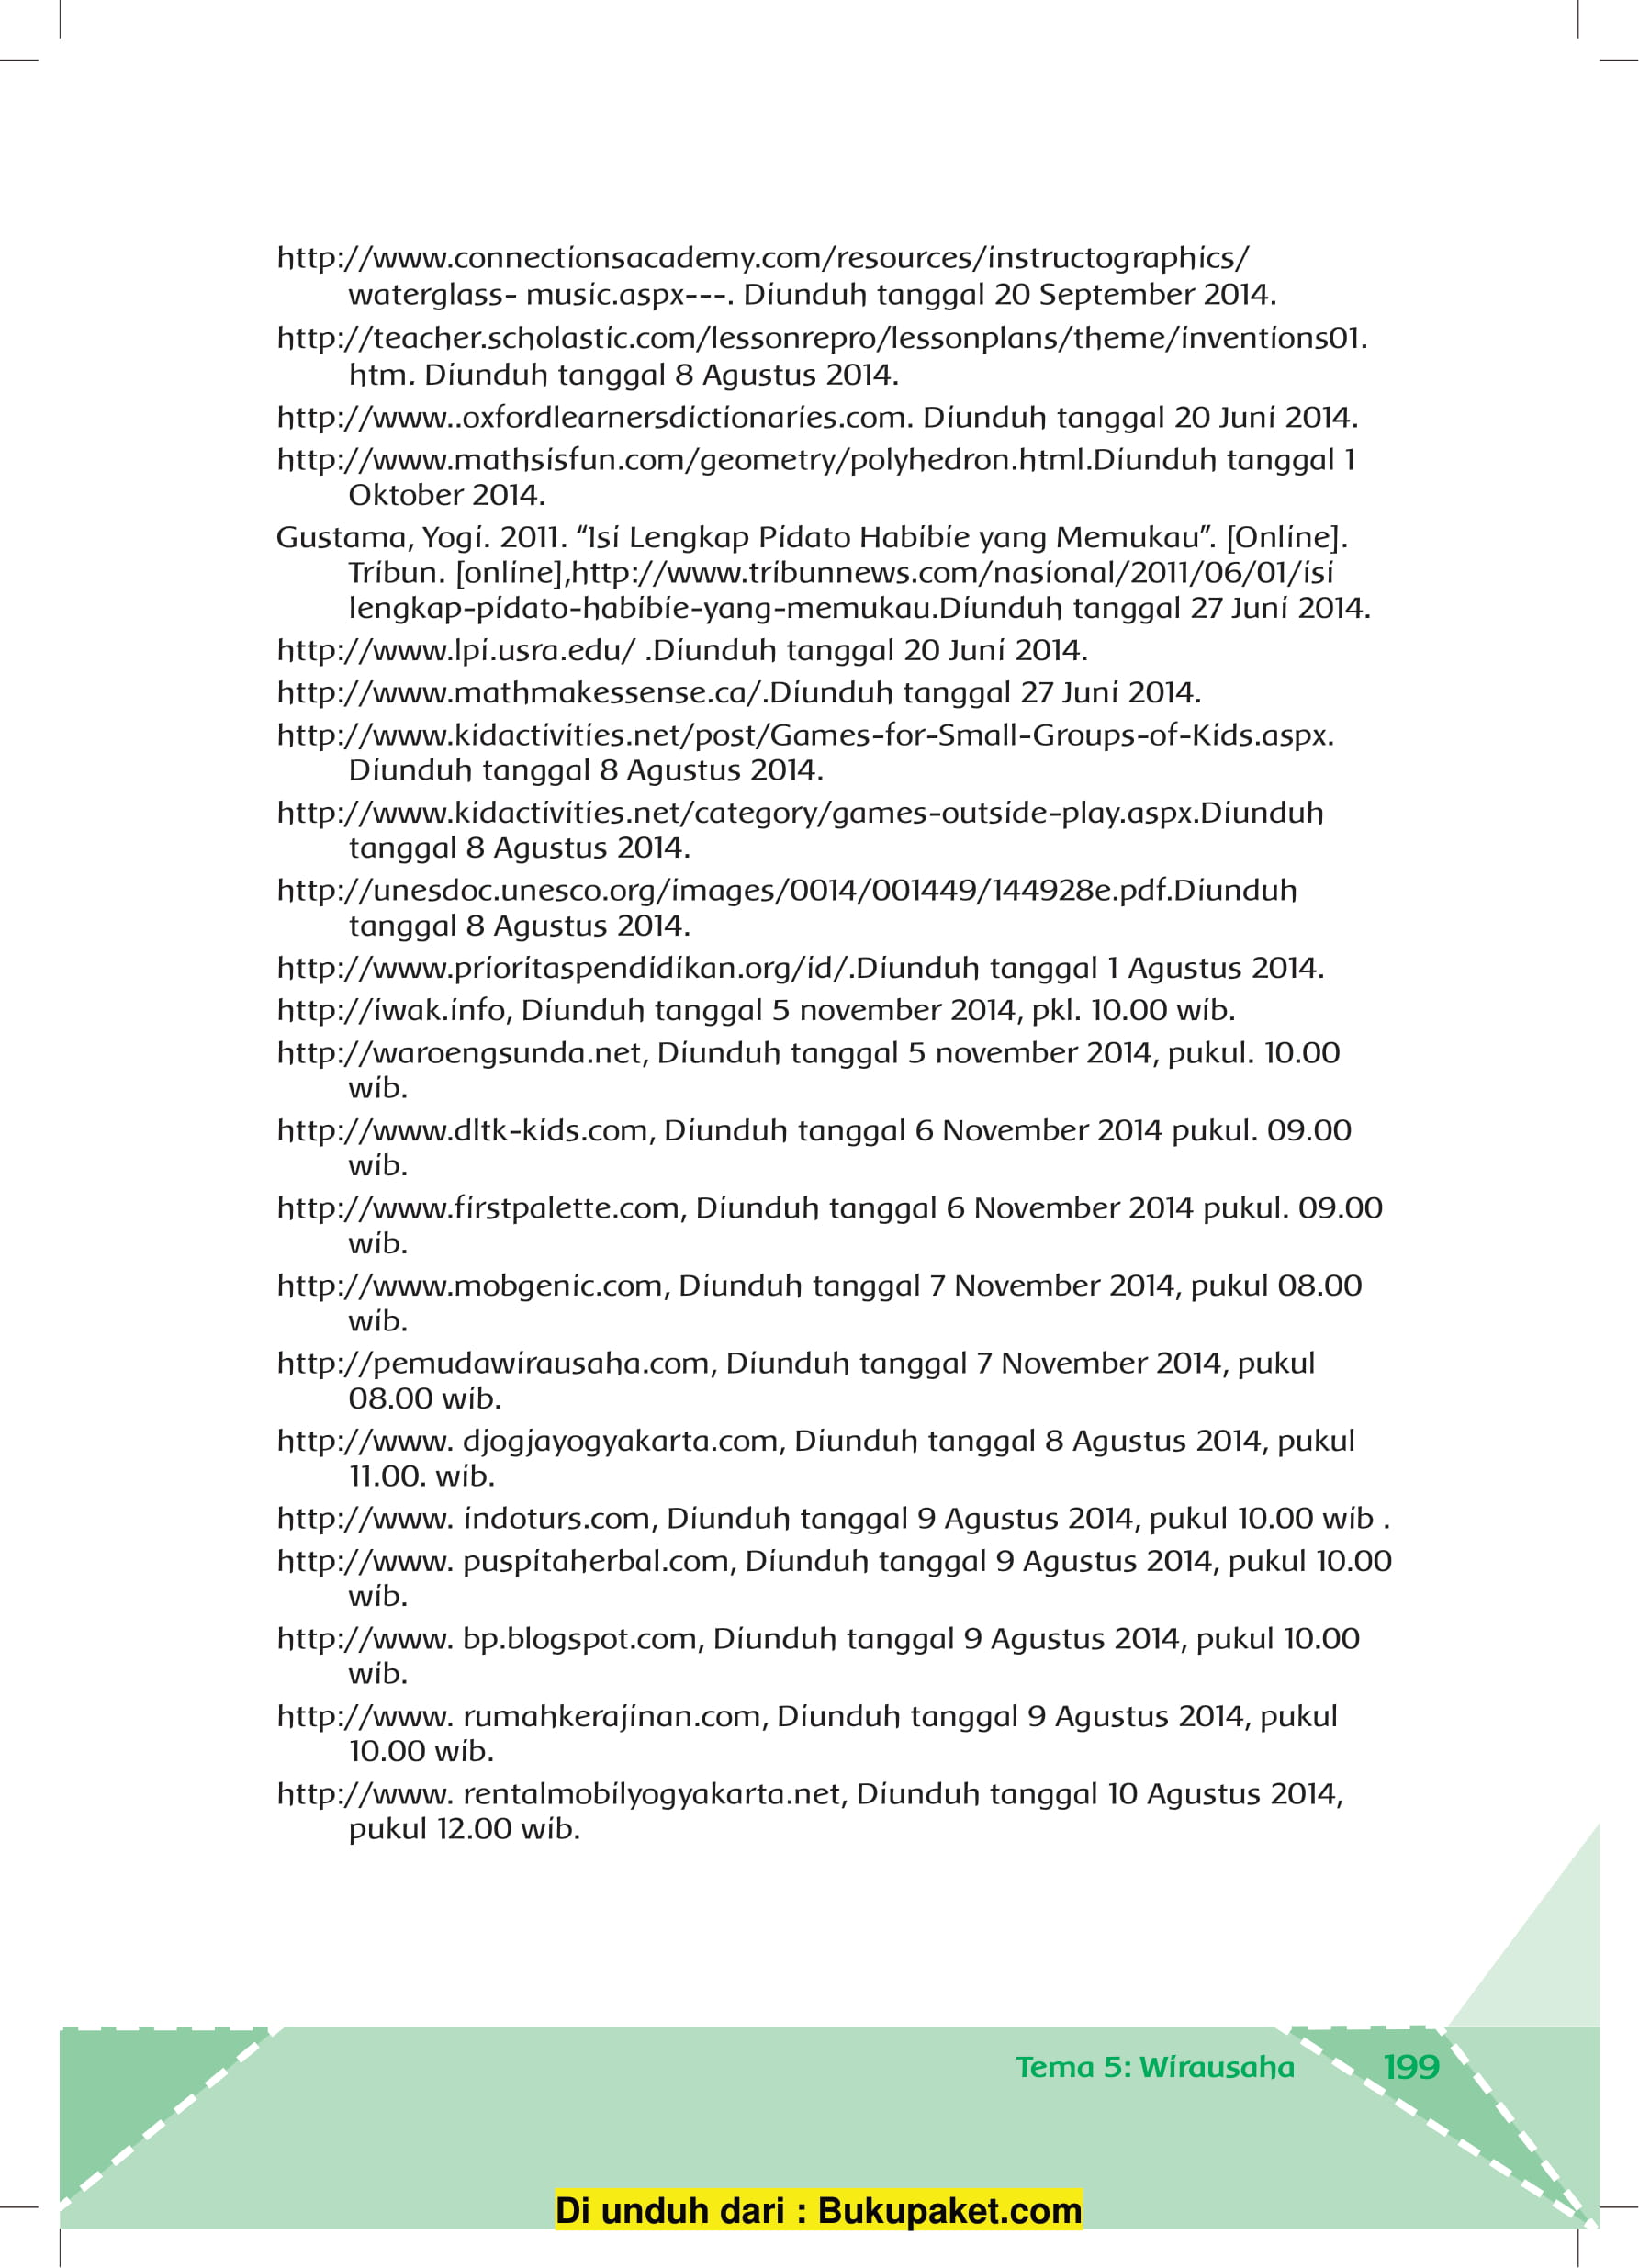 http://www.connectionsacademy.com/resources/instructographics/
waterglass- music.aspx---. Diunduh tanggal 20 September 2014.
http://teacher.scholastic.com/lessonrepro/lessonplans/theme/inventions01.
htm. Diunduh tanggal 8 Agustus 2014.
http://www..oxfordlearnersdictionaries.com. Diunduh tanggal 20 Juni 2014.
http://www.mathsisfun.com/geometry/polyhedron.html.Diunduh tanggal 1
Oktober 2014.
Gustama, Yogi. 2011. “Isi Lengkap Pidato Habibie yang Memukau”. [Online].
Tribun. [online],http://www.tribunnews.com/nasional/2011/06/01/isi
lengkap-pidato-habibie-yang-memukau.Diunduh tanggal 27 Juni 2014.
http://www.lpi.usra.edu/ .Diunduh tanggal 20 Juni 2014.
http://www.mathmakessense.ca/.Diunduh tanggal 27 Juni 2014.
http://www.kidactivities.net/post/Games-for-Small-Groups-of-Kids.aspx.
Diunduh tanggal 8 Agustus 2014.
http://www.kidactivities.net/category/games-outside-play.aspx.Diunduh
tanggal 8 Agustus 2014.
http://unesdoc.unesco.org/images/0014/001449/144928e.pdf.Diunduh
tanggal 8 Agustus 2014.
http://www.prioritaspendidikan.org/id/.Diunduh tanggal 1 Agustus 2014.
http://iwak.info, Diunduh tanggal 5 november 2014, pkl. 10.00 wib.
http://waroengsunda.net, Diunduh tanggal 5 november 2014, pukul. 10.00
wib.
http://www.dltk-kids.com, Diunduh tanggal 6 November 2014 pukul. 09.00
wib.
http://www.firstpalette.com, Diunduh tanggal 6 November 2014 pukul. 09.00
wib.
http://www.mobgenic.com, Diunduh tanggal 7 November 2014, pukul 08.00
wib.
http://pemudawirausaha.com, Diunduh tanggal 7 November 2014, pukul
08.00 wib.
http://www. djogjayogyakarta.com, Diunduh tanggal 8 Agustus 2014, pukul
11.00. wib.
http://www. indoturs.com, Diunduh tanggal 9 Agustus 2014, pukul 10.00 wib .
http://www. puspitaherbal.com, Diunduh tanggal 9 Agustus 2014, pukul 10.00
wib.
http://www. bp.blogspot.com, Diunduh tanggal 9 Agustus 2014, pukul 10.00
wib.
http://www. rumahkerajinan.com, Diunduh tanggal 9 Agustus 2014, pukul
10.00 wib.
http://www. rentalmobilyogyakarta.net, Diunduh tanggal 10 Agustus 2014,
pukul 12.00 wib.
Tema 5: Wirausaha 199
Di unduh dari : Bukupaket.com